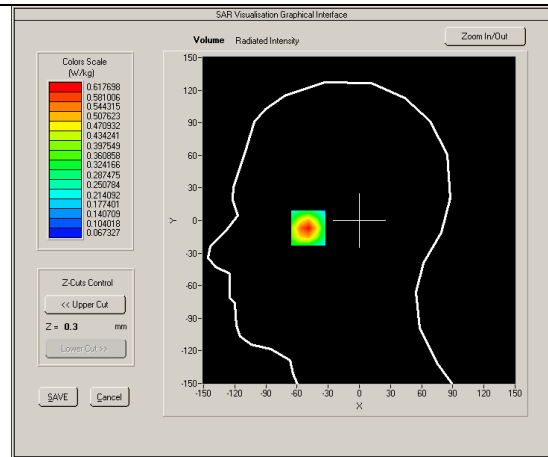 SAR Visualisation Graphical Interface
Volume Radiated Intensity
Zoom In/Out
Colors Scale
(W/kg)
0.617698
0.581006
0.544315
0.507623
0.470932
0.434241
0.397549
0.360858
0.324166
0.287475
0.250784
0.214092
0.177401
0.140709
0.104018
0.067327
Z-Cuts Control
<< Upper Cut
Z = 0.3 mm
Lower Cut >>
SAVE Cancel
150
120
90
60
30
0
-30
-60
-90
-120
-150
Y
-150 -120 -90 -60 -30 0 30 60 90 120 150
X